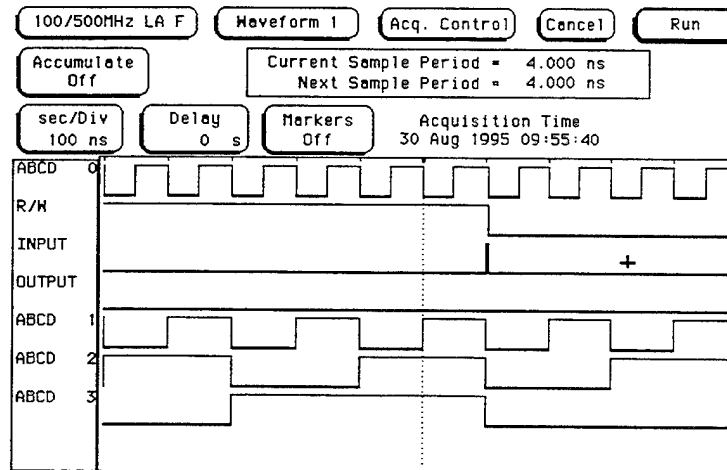 100/500MHz LA F Waveform 1 Acq. Control Cancel Run
Accumulate
Off
Current Sample Period = 4.000 ns
Next Sample Period = 4.000 ns
sec/Div
100 ns
Delay
0 s
Markers
Off
Acquisition Time
30 Aug 1995 09:55:40
ABCD 0
R/W
INPUT
OUTPUT
ABCD 1
ABCD 2
ABCD 3